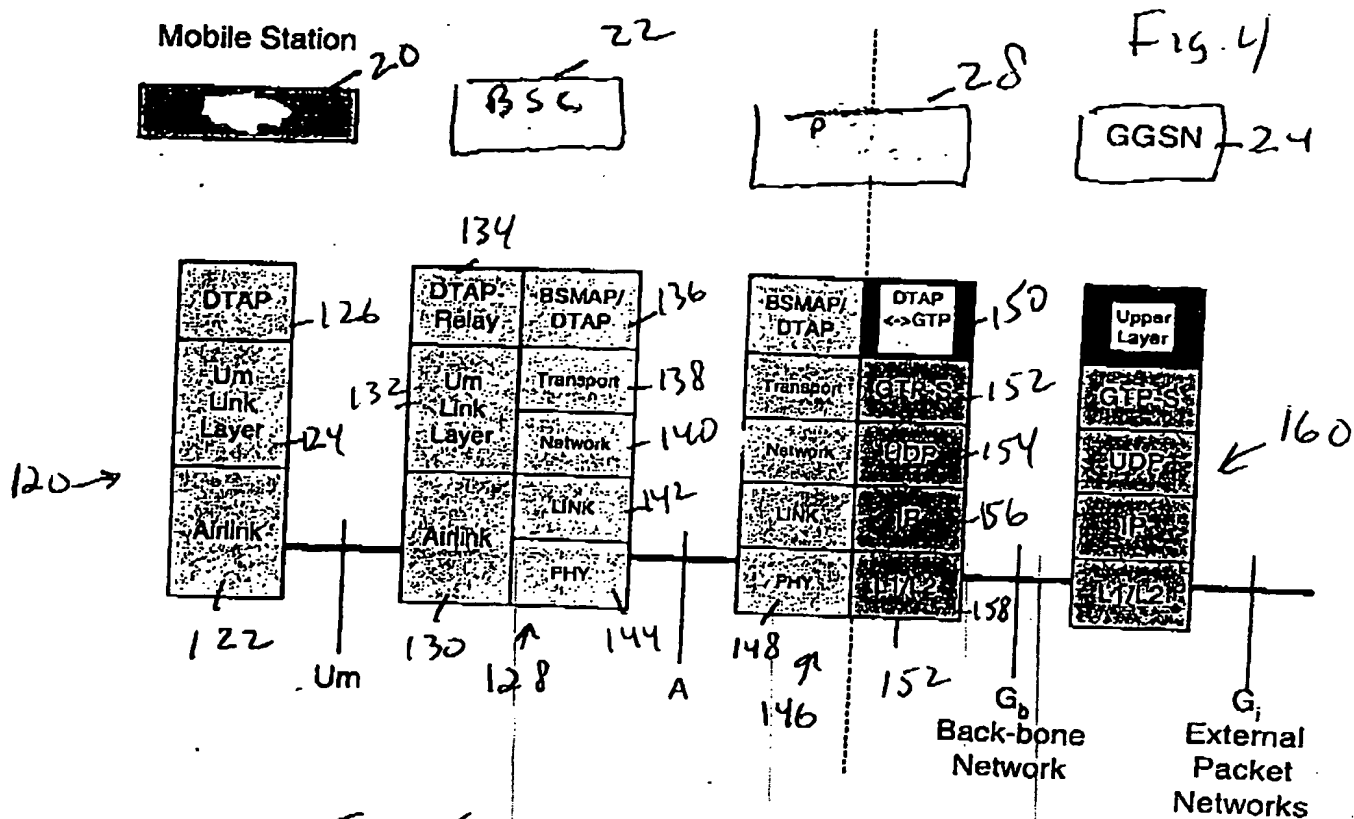 Mobile Station
20
22
BSC
28
P
Fig. 4
GGSN
24
134
DTAP
126
Um
Link
Layer
124
Airlink
120
122
Um
DTAP
Relay
132
Um
Link
Layer
Airlink
130
128
BSMAP/
DTAP
136
Transport
138
Network
140
LINK
142
PHY
144
A
BSMAP/
DTAP
Transport
Network
LINK
PHY
148
146
DTAP
<->GTP
150
GTP-S
152
UDP
154
IP
156
L1/L2
158
152
Gb
Back-bone
Network
Upper
Layer
GTP-S
UDP
IP
L1/L2
160
Gi
External
Packet
Networks